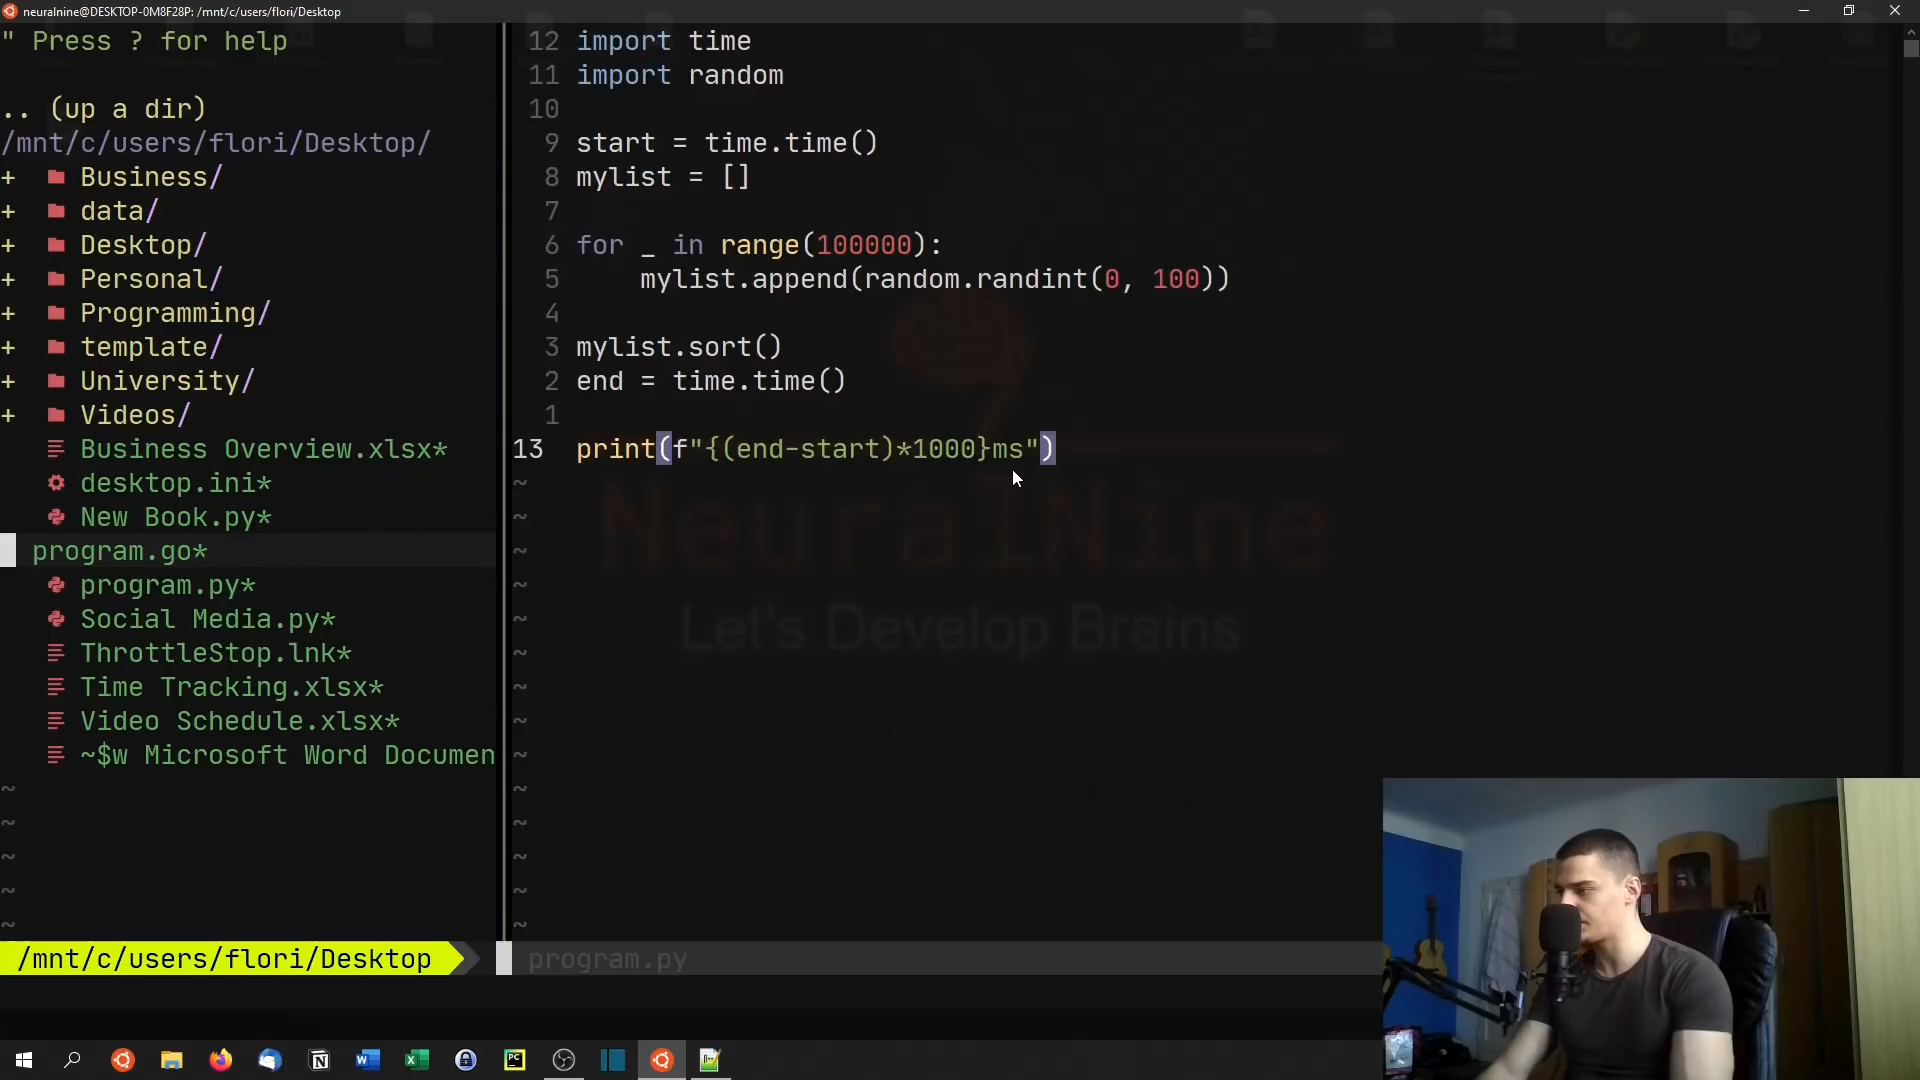 neuralnine@DESKTOP-0M8F28P: /mnt/c/users/flori/Desktop
" Press ? for help
.. (up a dir)
/mnt/c/users/flori/Desktop/
+ Business/
+ data/
+ Desktop/
+ Personal/
+ Programming/
+ template/
+ University/
+ Videos/
Business Overview.xlsx*
desktop.ini*
New Book.py*
program.go*
program.py*
Social Media.py*
ThrottleStop.lnk*
Time Tracking.xlsx*
Video Schedule.xlsx*
~$w Microsoft Word Documen
~
~
~
~
~
/mnt/c/users/flori/Desktop
12 import time
11 import random
10
9 start = time.time()
8 mylist = []
7
6 for _ in range(100000):
5 mylist.append(random.randint(0, 100))
4
3 mylist.sort()
2 end = time.time()
1
13 print(f"{(end-start)*1000}ms")
~
~
~
~
~
~
~
~
~
~
~
~
~
~
NeuralNine
Let's Develop Brains
program.py